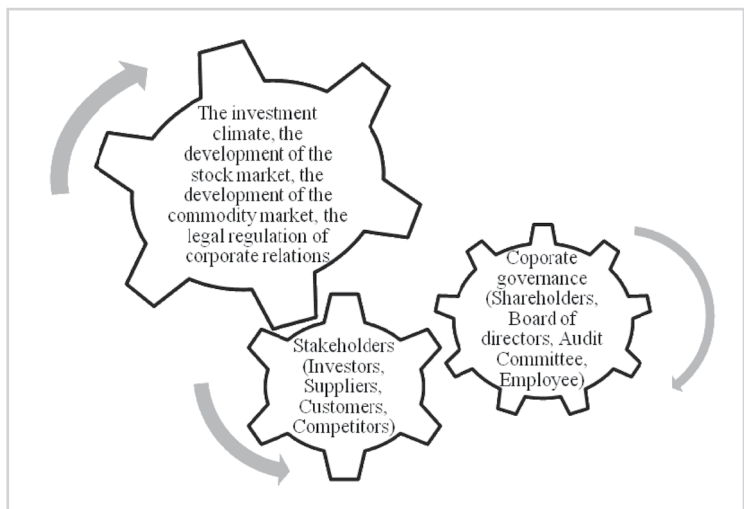 The investment
climate, the
development of the
stock market, the
development of the
commodity market, the
legal regulation of
corporate relations
Stakeholders
(Investors,
Suppliers,
Customers,
Competitors)
Coporate
governance
(Shareholders,
Board of
directors, Audit
Committee,
Employee)